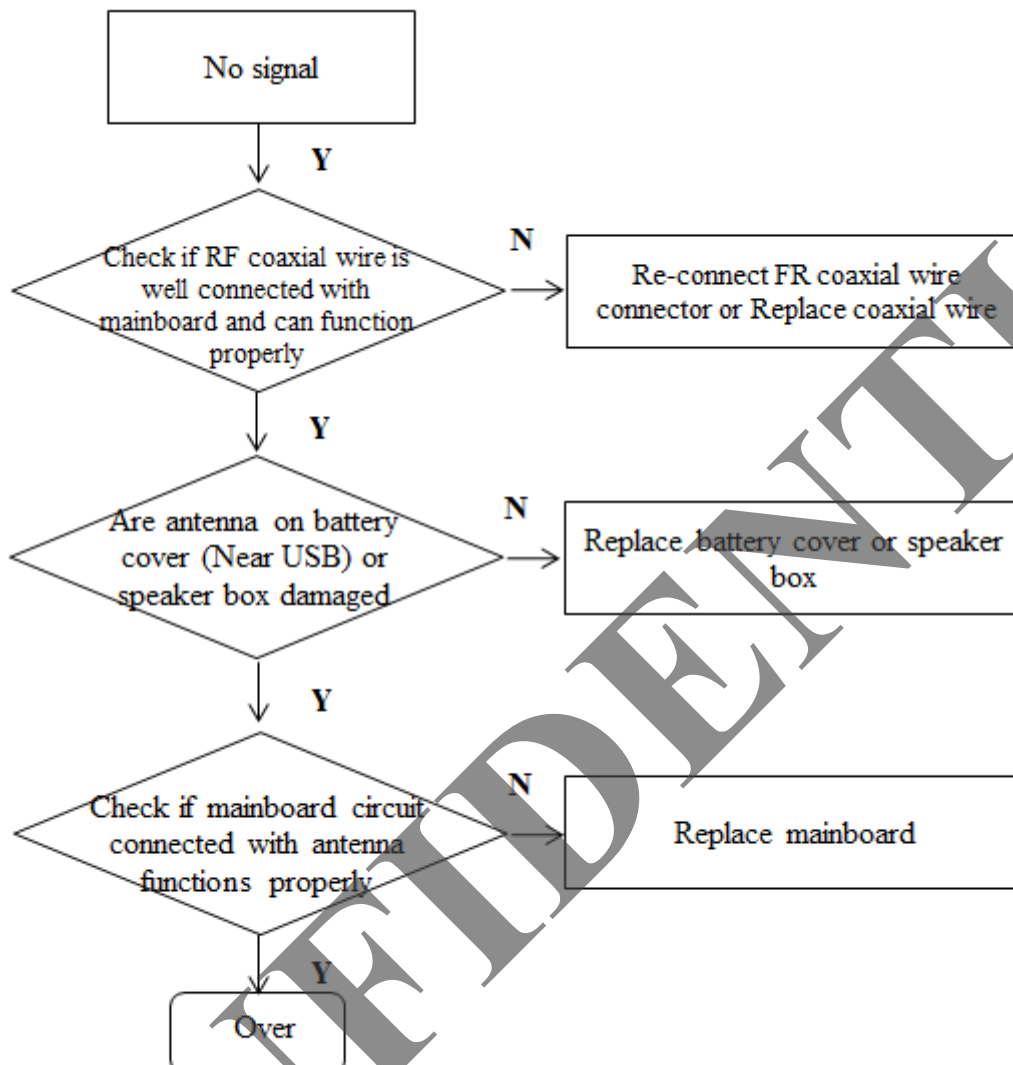 No signal
Y
Check if RF coaxial wire is
well connected with
mainboard and can function
properly
N
Re-connect FR coaxial wire
connector or Replace coaxial wire
Y
Are antenna on battery
cover (Near USB) or
speaker box damaged
N
Replace battery cover or speaker
box
Y
Check if mainboard circuit
connected with antenna
functions properly
N
Replace mainboard
Y
Over